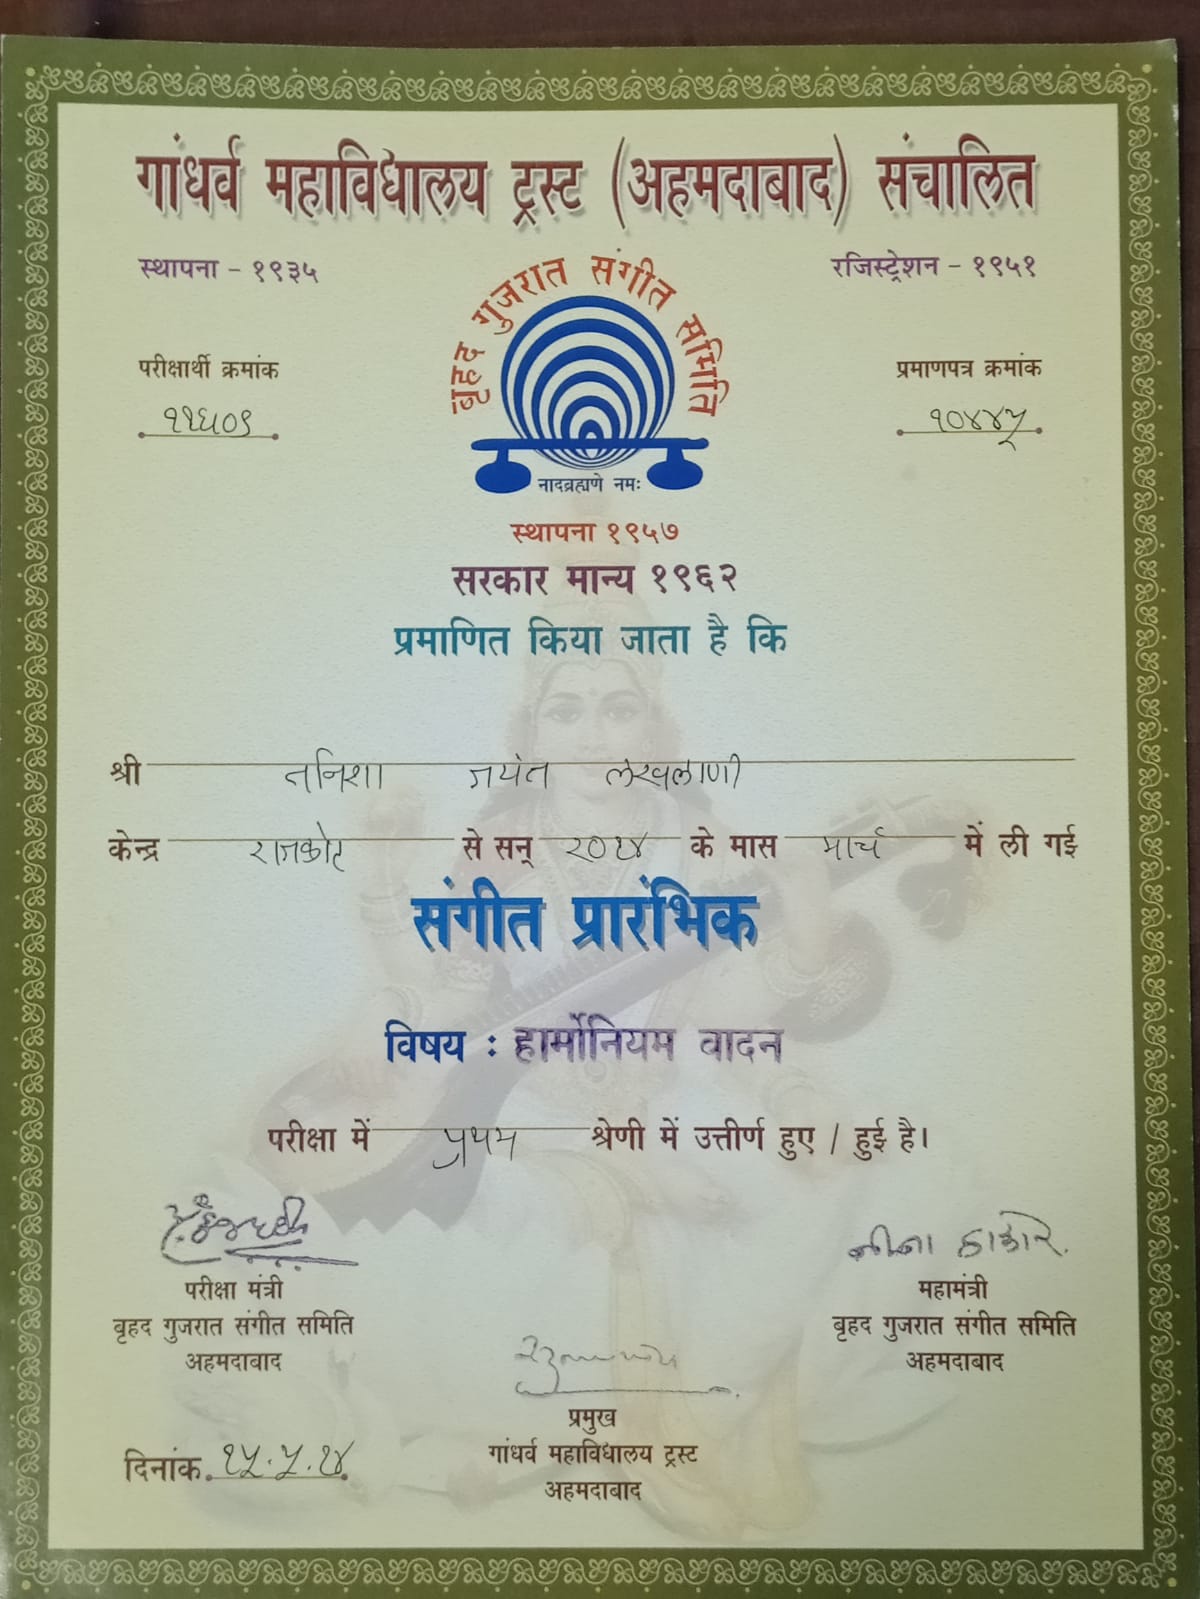 गांधर्व महाविधालय ट्रस्ट (अहमदाबाद) संचालित
स्थापना - १९३५
रजिस्ट्रेशन - १९५१
बृहद गुजरात संगीत समिति
परीक्षार्थी क्रमांक
प्रमाणपत्र क्रमांक
११६०९
१०४४५
नादब्रह्मणे नमः
स्थापना १९५७
सरकार मान्य १९६२
प्रमाणित किया जाता है कि
श्री तनिशा जयंत लखलाणी
केन्द्र राजकोट से सन् २०१४ के मास मार्च में ली गई
संगीत प्रारंभिक
विषय : हार्मोनियम वादन
परीक्षा में प्रथम श्रेणी में उत्तीर्ण हुए / हुई है।
नीना ठाकोर.
परीक्षा मंत्री
बृहद गुजरात संगीत समिति
अहमदाबाद
महामंत्री
बृहद गुजरात संगीत समिति
अहमदाबाद
प्रमुख
गांधर्व महाविधालय ट्रस्ट
अहमदाबाद
दिनांक. १५.५.१४